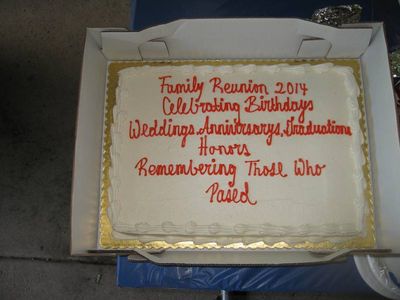 Family Reunion 2014
Celebrating Birthdays
Weddings, Anniversarys, Graduations
Honors
Remembering Those Who
Pased